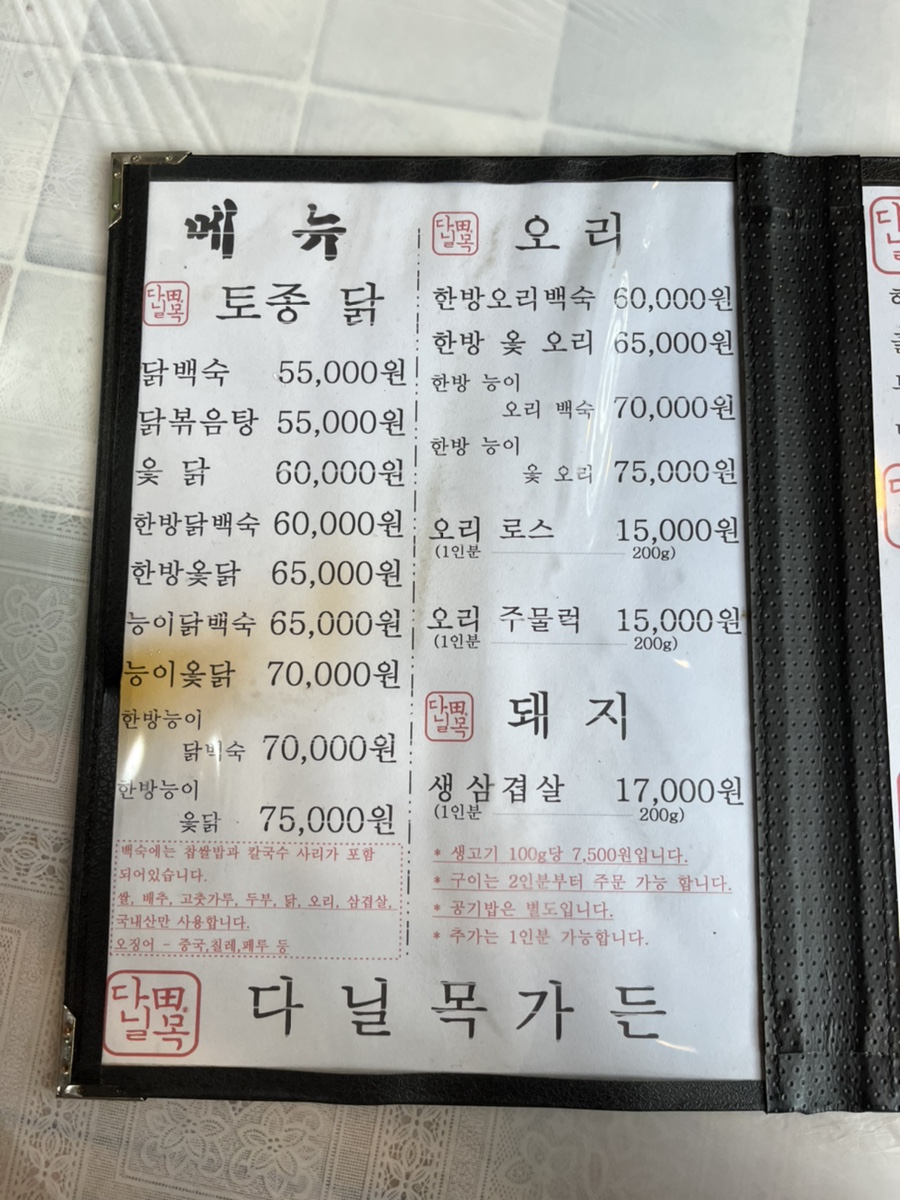 메 뉴
다닐목
토종 닭
닭백숙 55,000원
닭볶음탕 55,000원
옻 닭 60,000원
한방닭백숙 60,000원
한방옻닭 65,000원
능이닭백숙 65,000원
능이옻닭 70,000원
한방능이
닭백숙 70,000원
한방능이
옻닭 75,000원
백숙에는 찹쌀밥과 칼국수 사리가 포함
되어있습니다.
쌀, 배추, 고춧가루, 두부, 닭, 오리, 삼겹살,
국내산만 사용합니다.
오징어 - 중국,칠레,페루 등
다닐목
오 리
한방오리백숙 60,000원
한방 옻 오리 65,000원
한방 능이
오리 백숙 70,000원
한방 능이
옻 오리 75,000원
오리 로스 15,000원
(1인분 200g)
오리 주물럭 15,000원
(1인분 200g)
다닐목
돼 지
생삼겹살 17,000원
(1인분 200g)
* 생고기 100g당 7,500원입니다.
* 구이는 2인분부터 주문 가능 합니다.
* 공기밥은 별도입니다.
* 추가는 1인분 가능합니다.
다닐목
다 닐 목 가 든